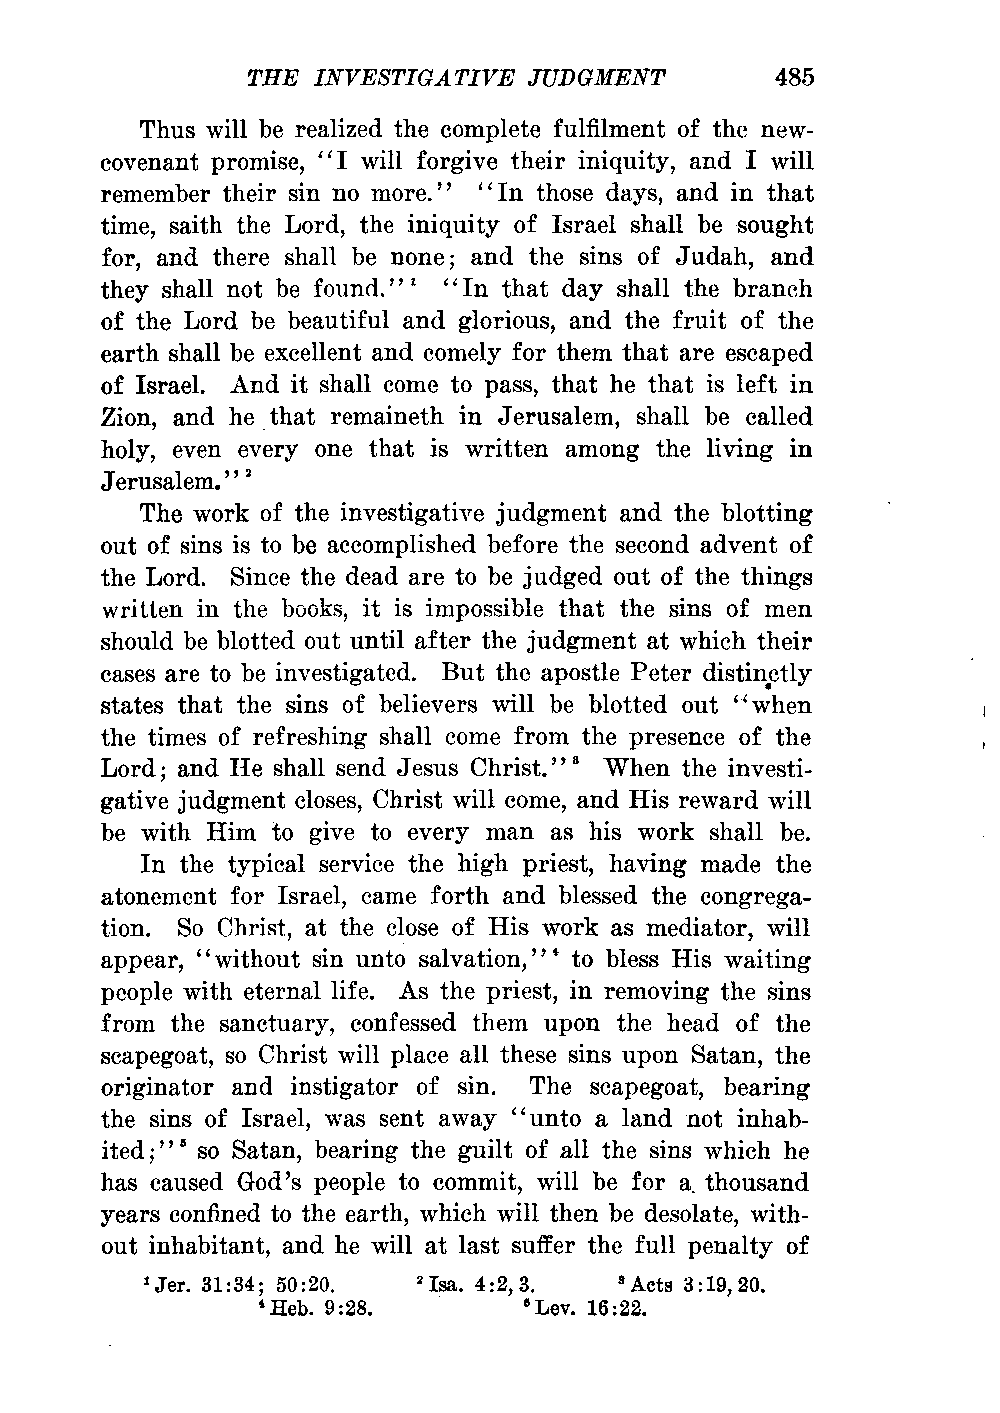 THE INVESTIGATIVE JUDGMENT 485
Thus will be realized the complete fulfilment of the new-
covenant promise, “I will forgive their iniquity, and I will
remember their sin no more.” “In those days, and in that
time, saith the Lord, the iniquity of Israel shall be sought
for, and there shall be none; and the sins of Judah, and
they shall not be found.”¹ “In that day shall the branch
of the Lord be beautiful and glorious, and the fruit of the
earth shall be excellent and comely for them that are escaped
of Israel. And it shall come to pass, that he that is left in
Zion, and he that remaineth in Jerusalem, shall be called
holy, even every one that is written among the living in
Jerusalem.”²
The work of the investigative judgment and the blotting
out of sins is to be accomplished before the second advent of
the Lord. Since the dead are to be judged out of the things
written in the books, it is impossible that the sins of men
should be blotted out until after the judgment at which their
cases are to be investigated. But the apostle Peter distinctly
states that the sins of believers will be blotted out “when
the times of refreshing shall come from the presence of the
Lord; and He shall send Jesus Christ.”³ When the investi-
gative judgment closes, Christ will come, and His reward will
be with Him to give to every man as his work shall be.
In the typical service the high priest, having made the
atonement for Israel, came forth and blessed the congrega-
tion. So Christ, at the close of His work as mediator, will
appear, “without sin unto salvation,”⁴ to bless His waiting
people with eternal life. As the priest, in removing the sins
from the sanctuary, confessed them upon the head of the
scapegoat, so Christ will place all these sins upon Satan, the
originator and instigator of sin. The scapegoat, bearing
the sins of Israel, was sent away “unto a land not inhab-
ited;”⁵ so Satan, bearing the guilt of all the sins which he
has caused God’s people to commit, will be for a thousand
years confined to the earth, which will then be desolate, with-
out inhabitant, and he will at last suffer the full penalty of
¹Jer. 31:34; 50:20. ²Isa. 4:2, 3. ³Acts 3:19, 20.
⁴Heb. 9:28. ⁵Lev. 16:22.